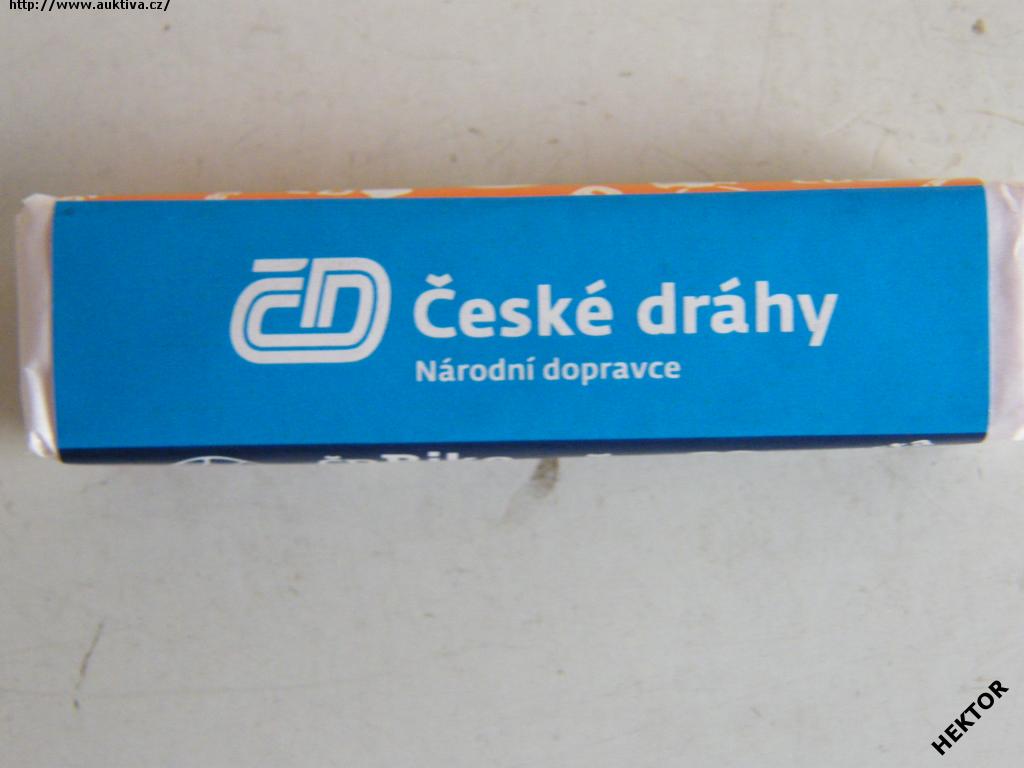 http://www.auktiva.cz/
ČD České dráhy
Národní dopravce
HEKTOR